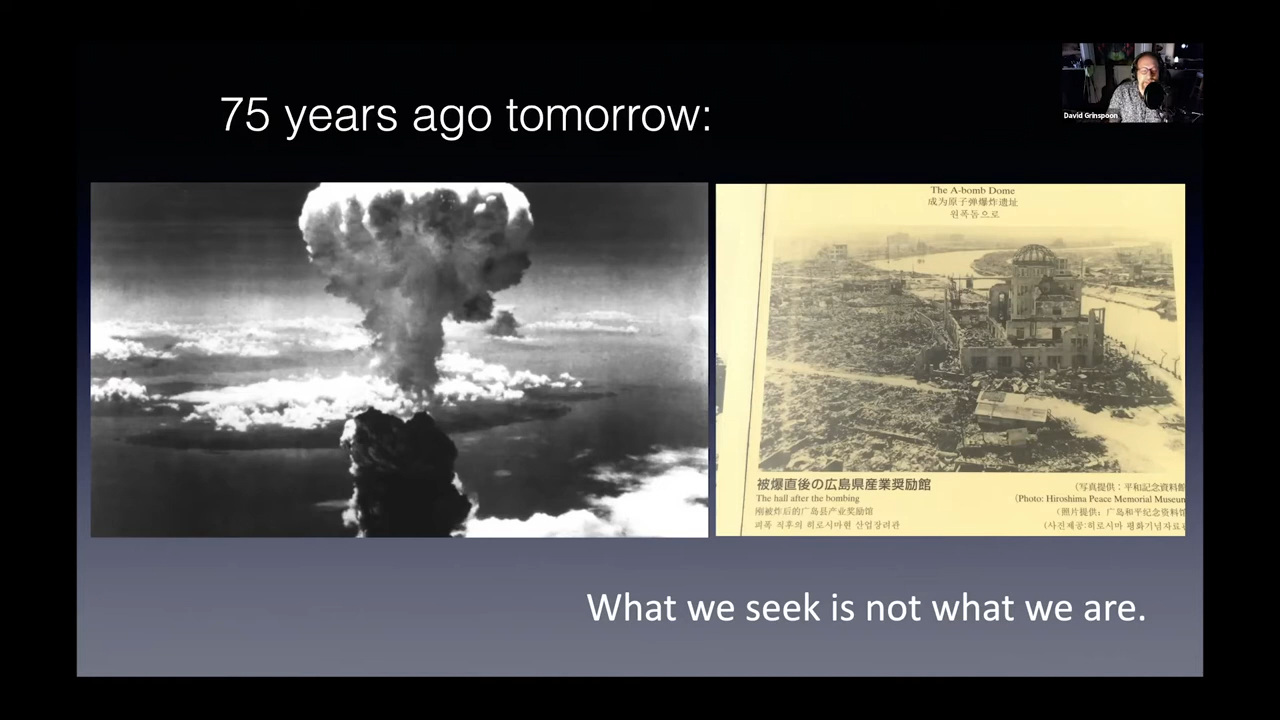 75 years ago tomorrow:
David Grinspoon
The A-bomb Dome
成为原子弹爆炸遗址
원폭돔으로
被爆直後の広島県産業奨励館
The hall after the bombing
刚被炸后的广岛县产业奖励馆
피폭 직후의 히로시마현 산업장려관
(写真提供：平和記念資料館
(Photo: Hiroshima Peace Memorial Museum
(照片提供：广岛和平纪念资料馆
(사진제공:히로시마 평화기념자료관
What we seek is not what we are.